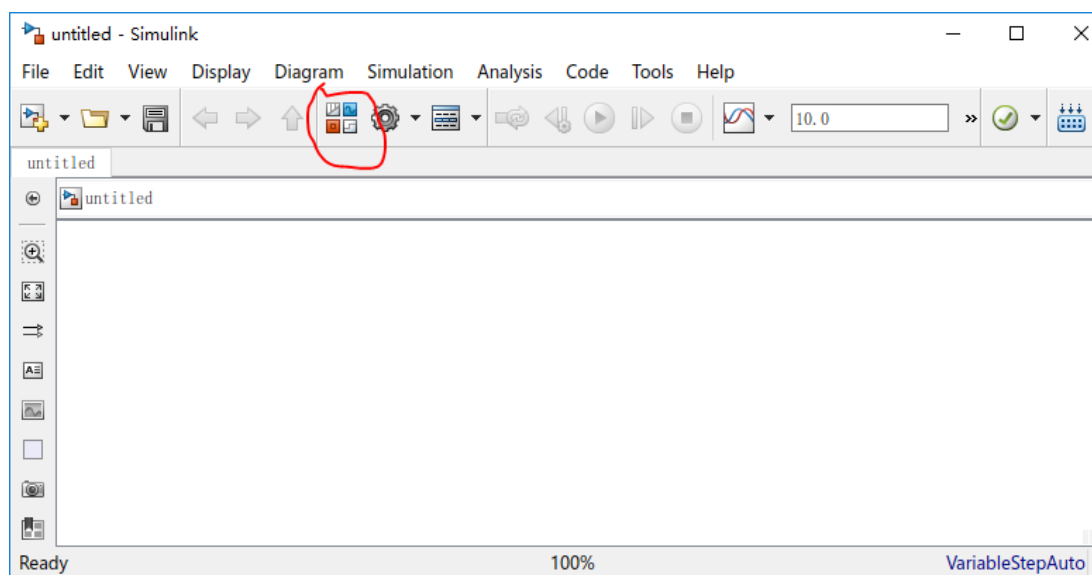 untitled - Simulink
File Edit View Display Diagram Simulation Analysis Code Tools Help
10.0 »
untitled
untitled
Ready 100% VariableStepAuto